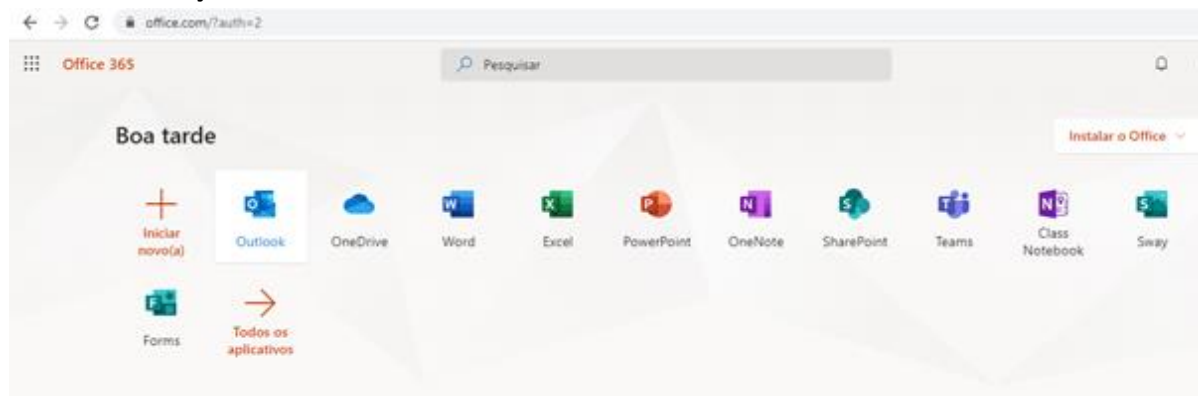 office.com/?auth=2
Office 365
Pesquisar
Boa tarde
Instalar o Office
Iniciar novo(a)
Outlook
OneDrive
Word
Excel
PowerPoint
OneNote
SharePoint
Teams
Class Notebook
Sway
Forms
Todos os aplicativos